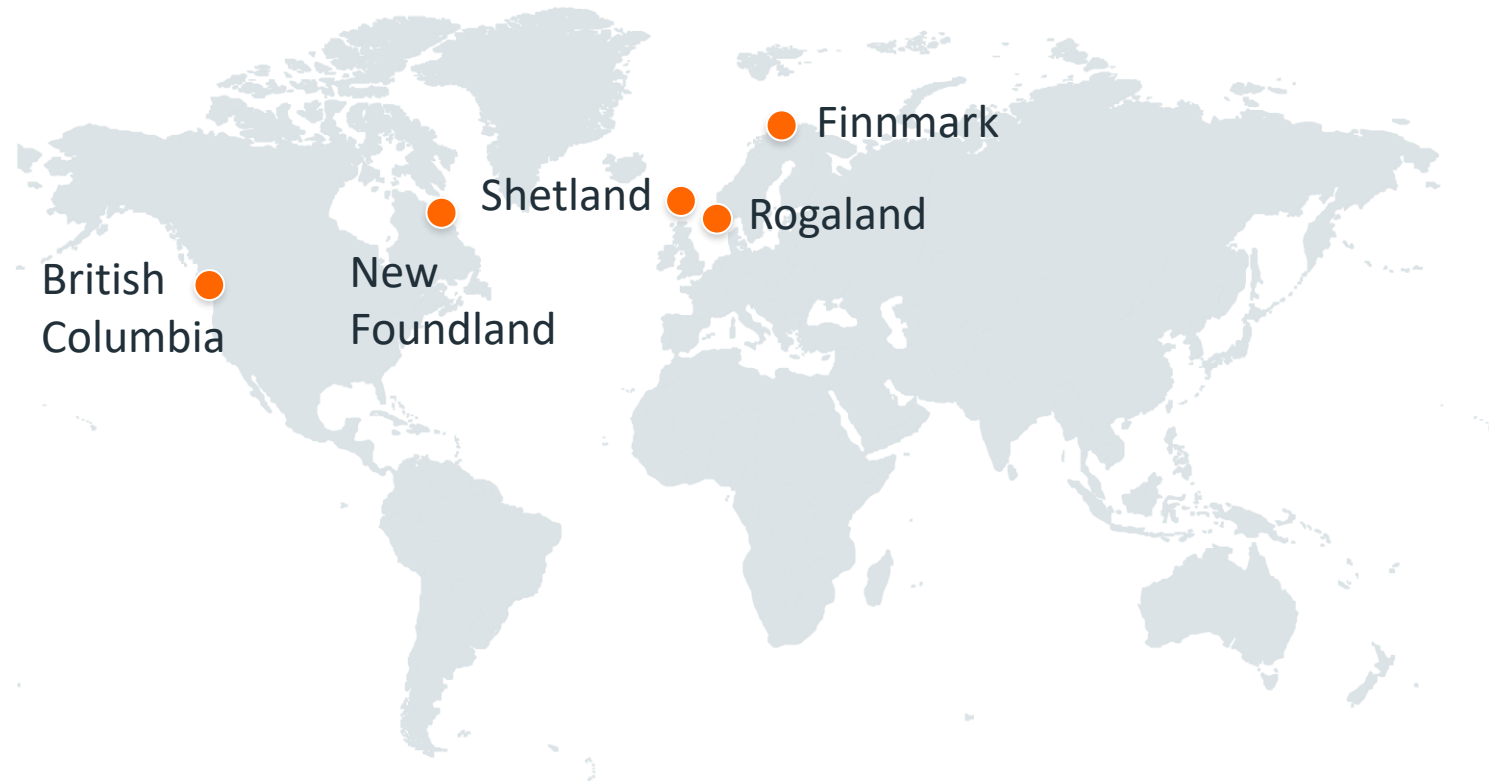 Finnmark
Shetland
Rogaland
British
Columbia
New
Foundland